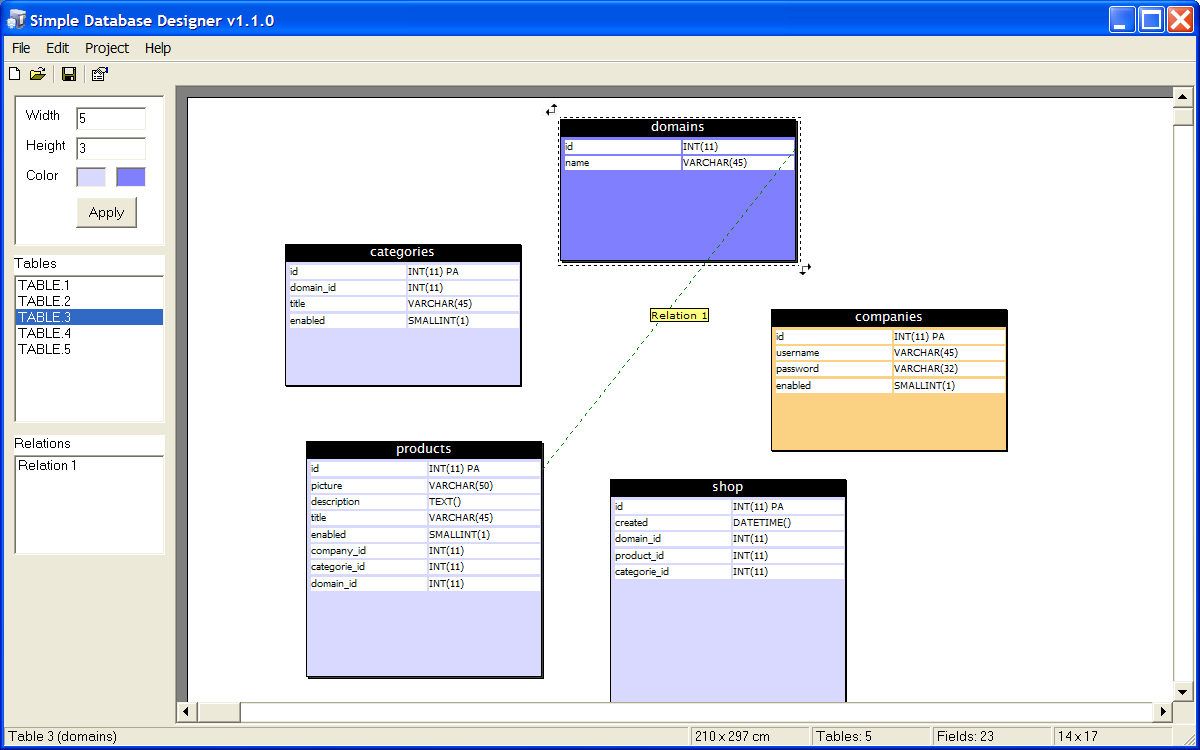 Simple Database Designer v1.1.0
File Edit Project Help
Width 5
Height 3
Color
Apply
Tables
TABLE.1
TABLE.2
TABLE.3
TABLE.4
TABLE.5
Relations
Relation 1
domains
id INT(11)
name VARCHAR(45)
categories
id INT(11) PA
domain_id INT(11)
title VARCHAR(45)
enabled SMALLINT(1)
Relation 1
companies
id INT(11) PA
username VARCHAR(45)
password VARCHAR(32)
enabled SMALLINT(1)
products
id INT(11) PA
picture VARCHAR(50)
description TEXT()
title VARCHAR(45)
enabled SMALLINT(1)
company_id INT(11)
categorie_id INT(11)
domain_id INT(11)
shop
id INT(11) PA
created DATETIME()
domain_id INT(11)
product_id INT(11)
categorie_id INT(11)
Table 3 (domains) 210 x 297 cm Tables: 5 Fields: 23 14 x 17